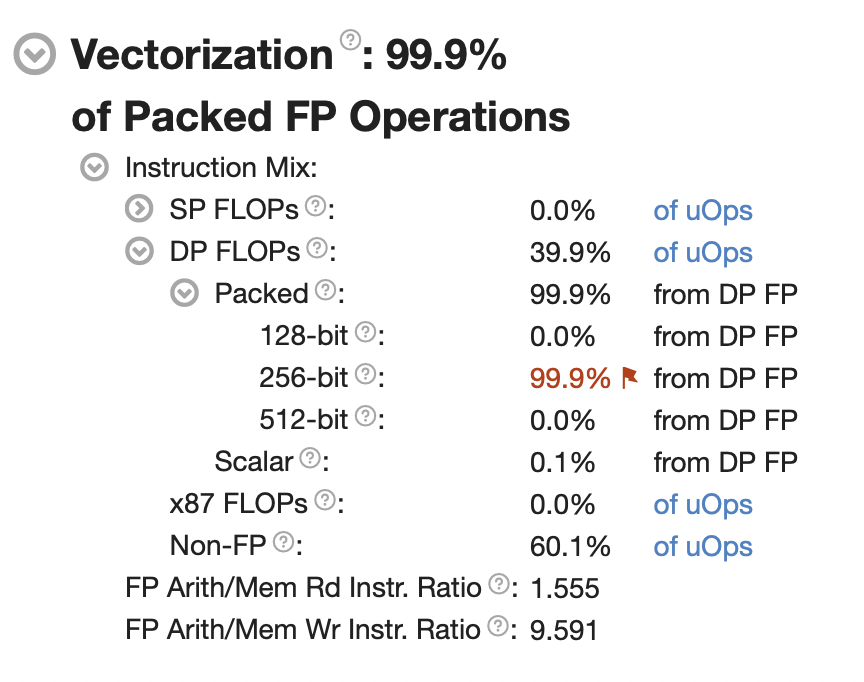 Vectorization ?: 99.9%
of Packed FP Operations
Instruction Mix:
SP FLOPs ?: 0.0% of uOps
DP FLOPs ?: 39.9% of uOps
Packed ?: 99.9% from DP FP
128-bit ?: 0.0% from DP FP
256-bit ?: 99.9% from DP FP
512-bit ?: 0.0% from DP FP
Scalar ?: 0.1% from DP FP
x87 FLOPs ?: 0.0% of uOps
Non-FP ?: 60.1% of uOps
FP Arith/Mem Rd Instr. Ratio ?: 1.555
FP Arith/Mem Wr Instr. Ratio ?: 9.591